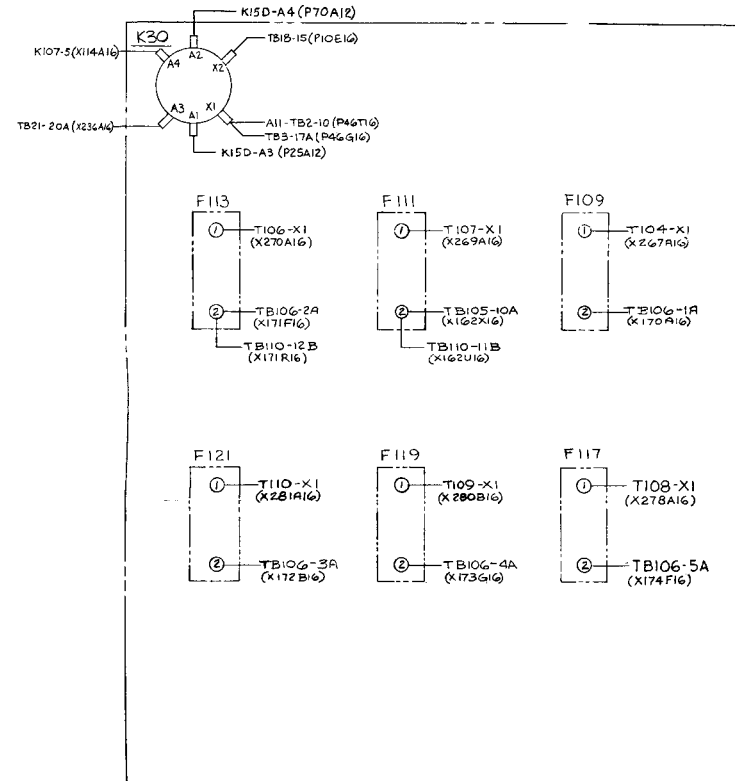 K15D-A4 (P70A12)
K30
TB18-15 (P10E16)
K107-5 (X114A16)
A2
A4
X2
A3
X1
A1
TB21-20A (X236A16)
A11-TB2-10 (P46T16)
TB3-17A (P46G16)
K15D-A3 (P25A12)
F113
F111
F109
1
T106-X1
(X270A16)
1
T107-X1
(X269A16)
1
T104-X1
(X267A16)
2
TB106-2A
(X171F16)
2
TB105-10A
(X162X16)
2
TB106-1A
(X170A16)
TB110-12B
(X171R16)
TB110-11B
(X162U16)
F121
F119
F117
1
T110-X1
(X281A16)
1
T109-X1
(X280B16)
1
T108-X1
(X278A16)
2
TB106-3A
(X172B16)
2
TB106-4A
(X173G16)
2
TB106-5A
(X174F16)